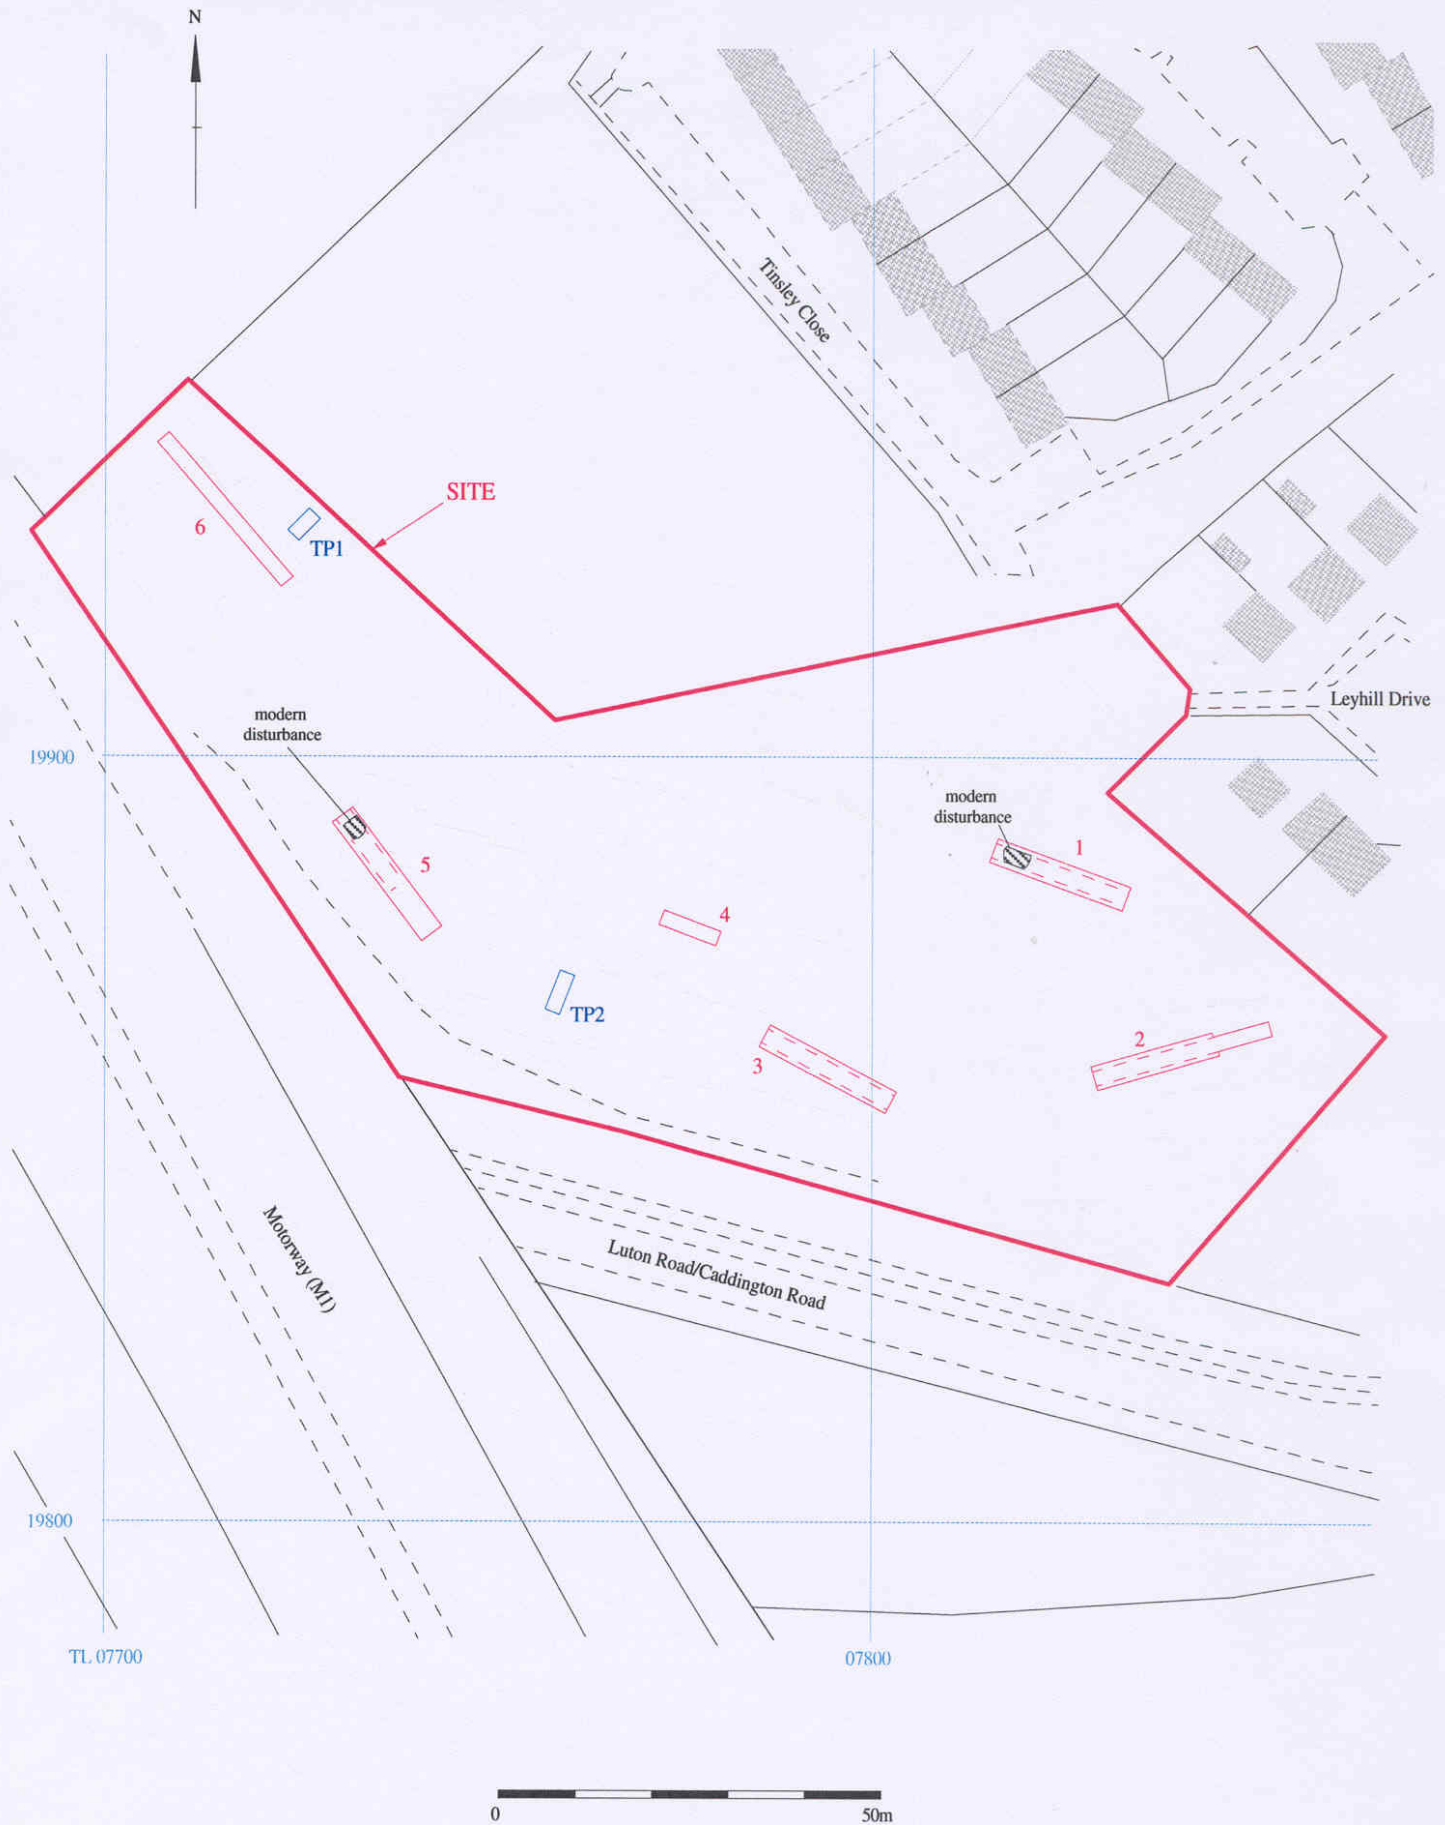 N
Tinsley Close
SITE
6
TP1
Leyhill Drive
modern
disturbance
19900
modern
disturbance
1
5
4
TP2
2
3
Motorway (M1)
Luton Road/Caddington Road
19800
TL 07700
07800
0
50m